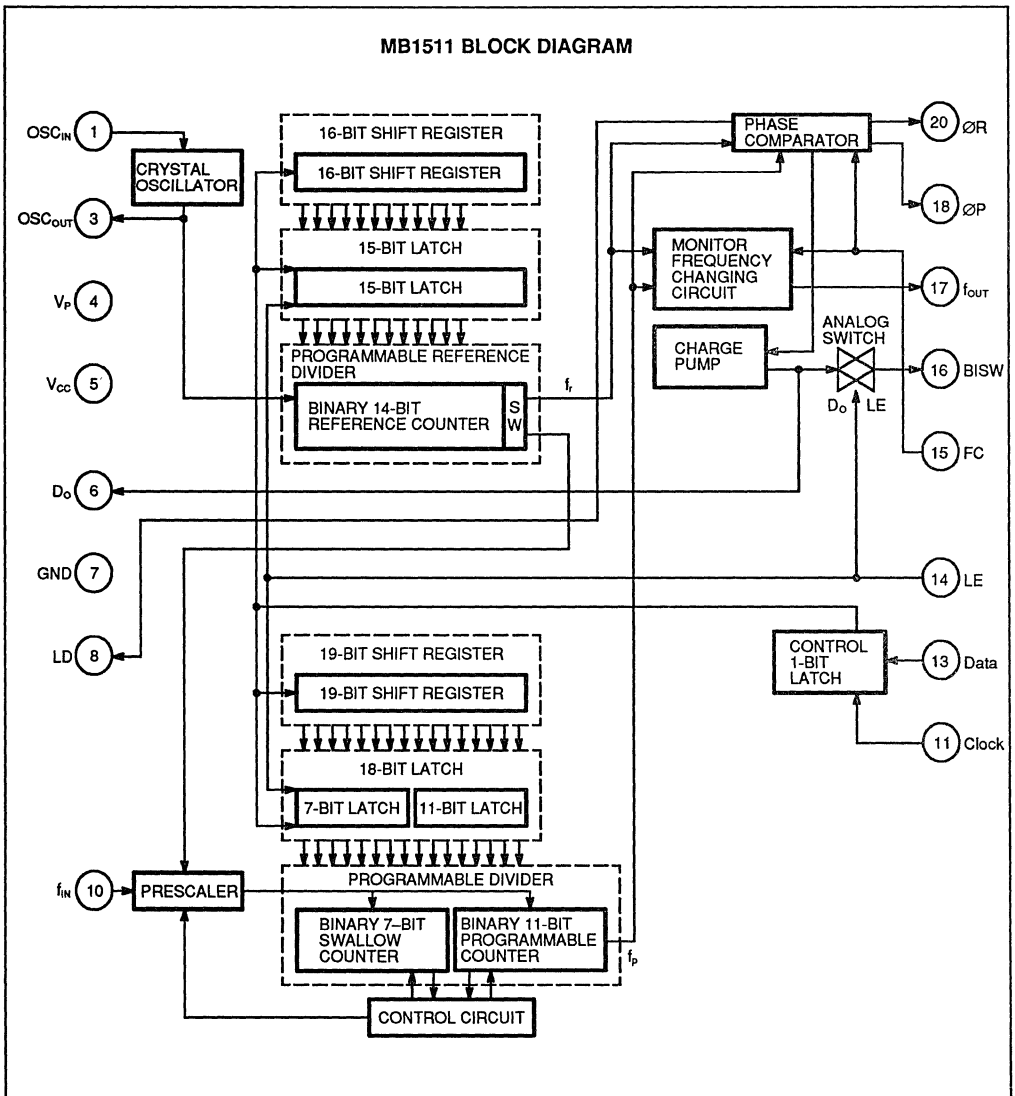 MB1511 BLOCK DIAGRAM
OSCIN 1
CRYSTAL
OSCILLATOR
OSCOUT 3
VP 4
VCC 5
DO 6
GND 7
LD 8
fIN 10
PRESCALER
16-BIT SHIFT REGISTER
16-BIT SHIFT REGISTER
15-BIT LATCH
15-BIT LATCH
PROGRAMMABLE REFERENCE
DIVIDER
BINARY 14-BIT
REFERENCE COUNTER
S
W
fr
19-BIT SHIFT REGISTER
19-BIT SHIFT REGISTER
18-BIT LATCH
7-BIT LATCH
11-BIT LATCH
PROGRAMMABLE DIVIDER
BINARY 7–BIT
SWALLOW
COUNTER
BINARY 11-BIT
PROGRAMMABLE
COUNTER
fp
CONTROL CIRCUIT
PHASE
COMPARATOR
MONITOR
FREQUENCY
CHANGING
CIRCUIT
CHARGE
PUMP
ANALOG
SWITCH
DO LE
CONTROL
1-BIT
LATCH
20 ØR
18 ØP
17 fOUT
16 BISW
15 FC
14 LE
13 Data
11 Clock